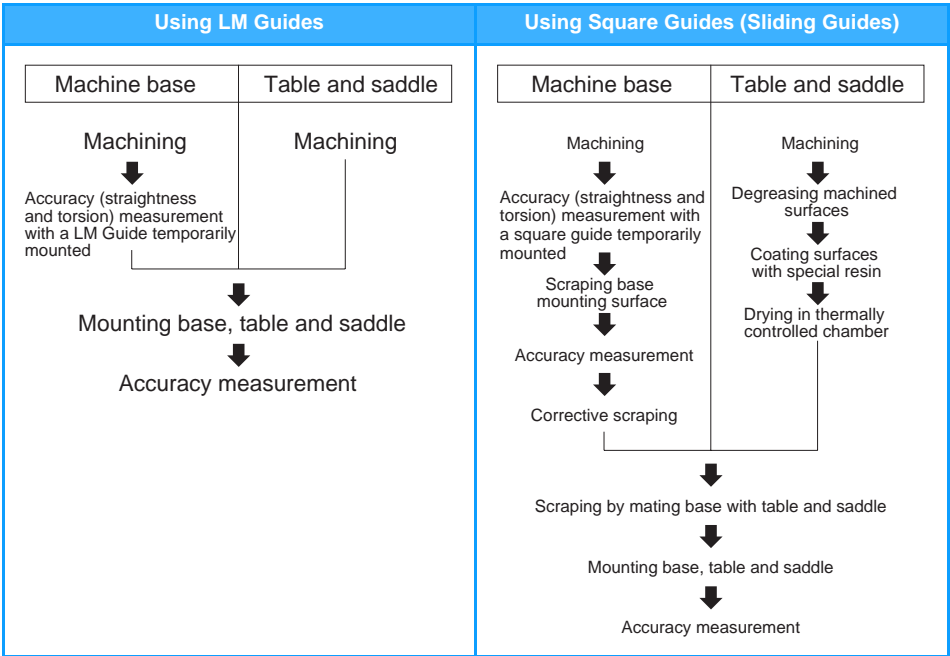 Using LM Guides
Machine base
Table and saddle
Machining
Accuracy (straightness
and torsion) measurement
with a LM Guide temporarily
mounted
Machining
Mounting base, table and saddle
Accuracy measurement
Using Square Guides (Sliding Guides)
Machine base
Table and saddle
Machining
Accuracy (straightness and
torsion) measurement with
a square guide temporarily
mounted
Scraping base
mounting surface
Accuracy measurement
Corrective scraping
Machining
Degreasing machined
surfaces
Coating surfaces
with special resin
Drying in thermally
controlled chamber
Scraping by mating base with table and saddle
Mounting base, table and saddle
Accuracy measurement